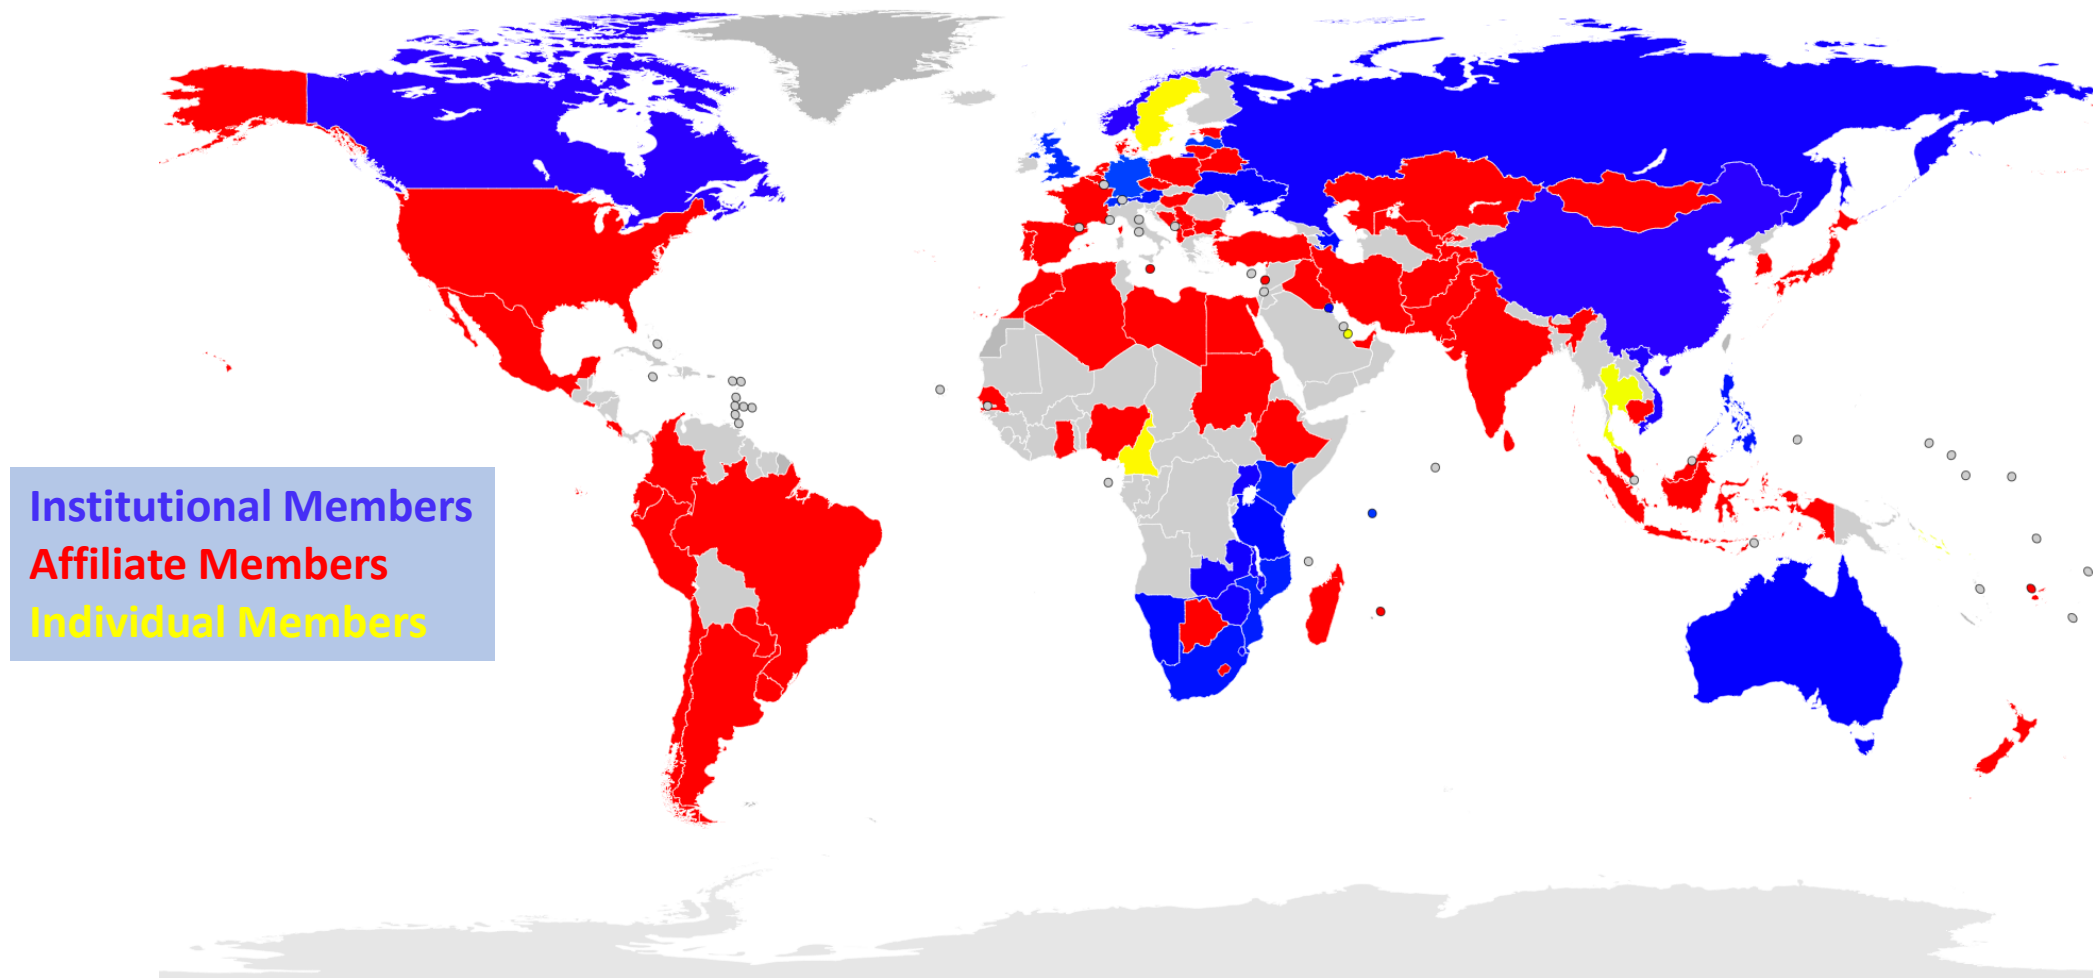 Institutional Members
Affiliate Members
Individual Members